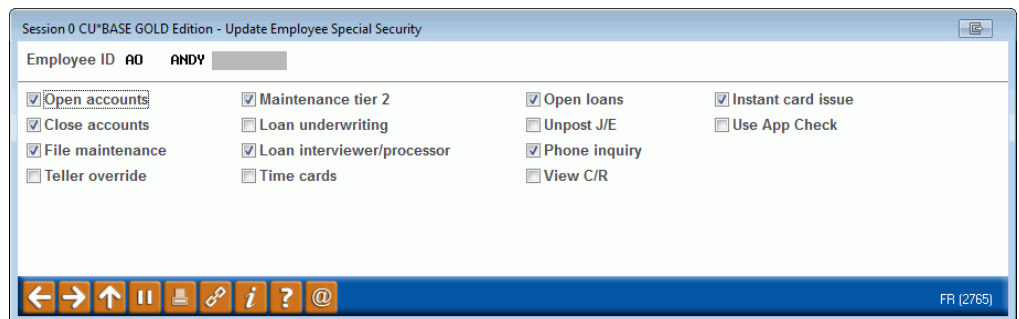 Session 0 CU*BASE GOLD Edition - Update Employee Special Security
Employee ID AO ANDY
Open accounts Maintenance tier 2 Open loans Instant card issue
Close accounts Loan underwriting Unpost J/E Use App Check
File maintenance Loan interviewer/processor Phone inquiry
Teller override Time cards View C/R
FR (2765)